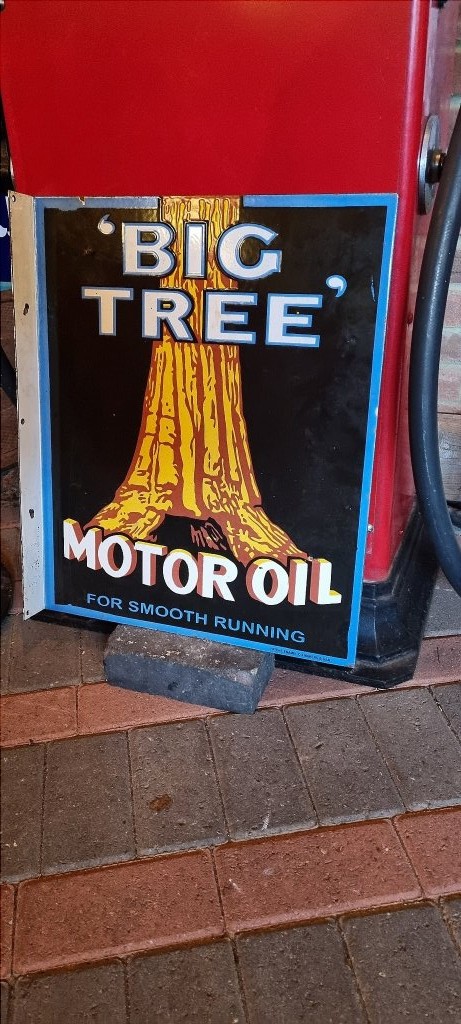 'BIG
TREE'
MOTOR OIL
FOR SMOOTH RUNNING